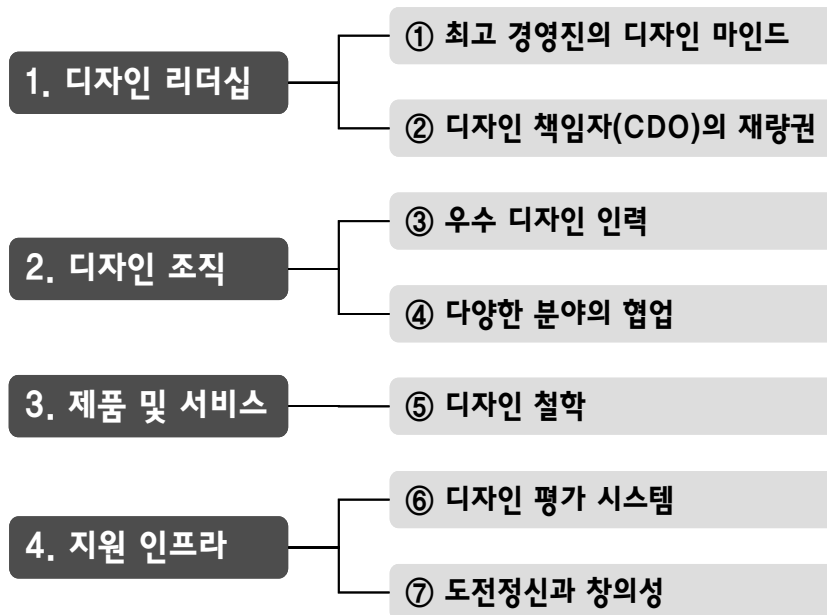 1. 디자인 리더십
① 최고 경영진의 디자인 마인드
② 디자인 책임자(CDO)의 재량권
2. 디자인 조직
③ 우수 디자인 인력
④ 다양한 분야의 협업
3. 제품 및 서비스
⑤ 디자인 철학
4. 지원 인프라
⑥ 디자인 평가 시스템
⑦ 도전정신과 창의성